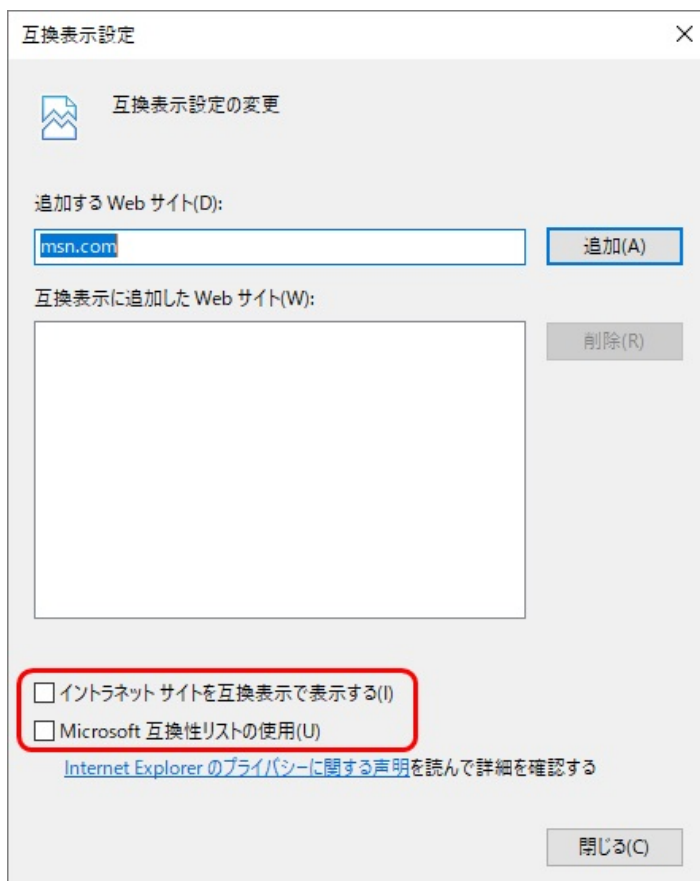 互換表示設定
互換表示設定の変更
追加する Web サイト(D):
msn.com
追加(A)
互換表示に追加した Web サイト(W):
削除(R)
イントラネット サイトを互換表示で表示する(I)
Microsoft 互換性リストの使用(U)
Internet Explorer のプライバシーに関する声明を読んで詳細を確認する
閉じる(C)